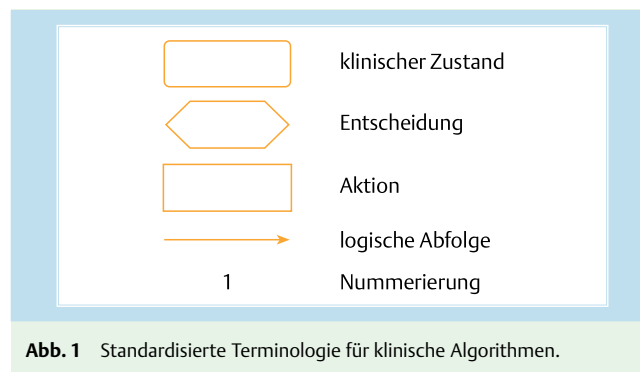 klinischer Zustand
Entscheidung
Aktion
logische Abfolge
1 Nummerierung
Abb. 1 Standardisierte Terminologie für klinische Algorithmen.